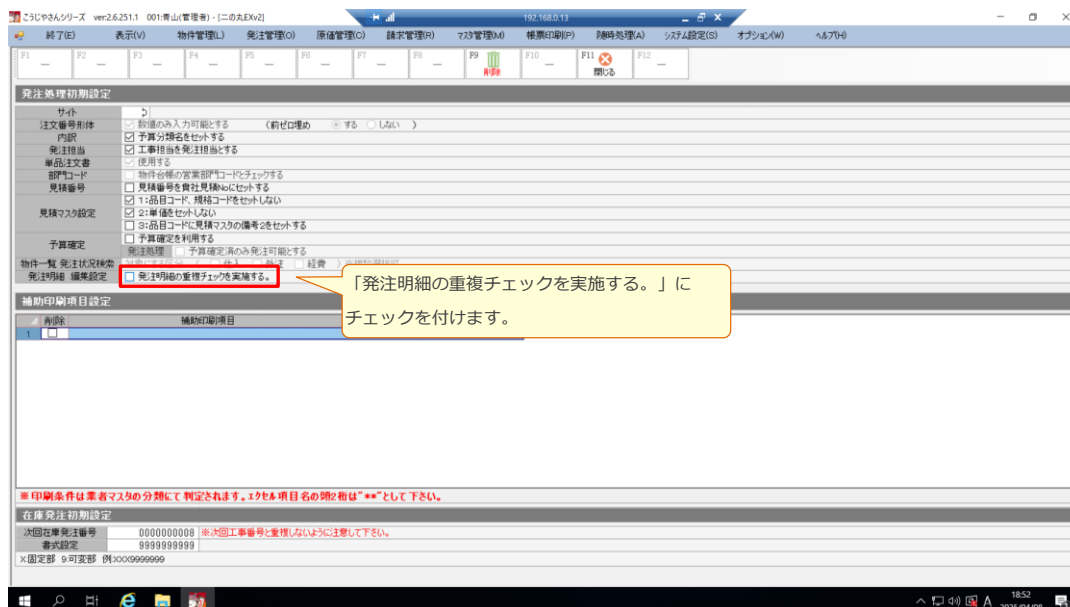 こうじやさんシリーズ ver:2.6.251.1 001:青山(管理者) - [二の丸EXv2]
192.168.0.13
終了(E) 表示(V) 物件管理(L) 発注管理(O) 原価管理(C) 請求管理(R) マスタ管理(M) 帳票印刷(P) 随時処理(A) システム設定(S) オプション(W) ヘルプ(H)
F1 F2 F3 F4 F5 F6 F7 F8 F9 削除 F10 F11 閉じる F12
発注処理初期設定
サイト
注文番号形体 数値のみ入力可能とする (前ゼロ埋め する しない )
内訳 予算分類名をセットする
発注担当 工事担当を発注担当とする
単品注文書 使用する
部門コード 物件台帳の営業部門コードとチェックする
見積番号 見積番号を貴社見積Noにセットする
見積マスタ設定 1:品目コード、規格コードをセットしない
2:単価をセットしない
3:品目コードに見積マスタの備考2をセットする
予算確定 予算確定を利用する
発注処理 予算確定済のみ発注可能とする
物件一覧 発注状況検索 経費
発注明細 編集設定 発注明細の重複チェックを実施する。
「発注明細の重複チェックを実施する。」に
チェックを付けます。
補助印刷項目設定
削除 補助印刷項目
1
※印刷条件は業者マスタの分類にて判定されます。エクセル項目名の頭2桁は"**"として下さい。
在庫発注初期設定
次回在庫発注番号 0000000008 ※次回工事番号と重複しないように注意して下さい。
書式設定 9999999999
X:固定部 9:可変部 例:XXX9999999
A 18:52